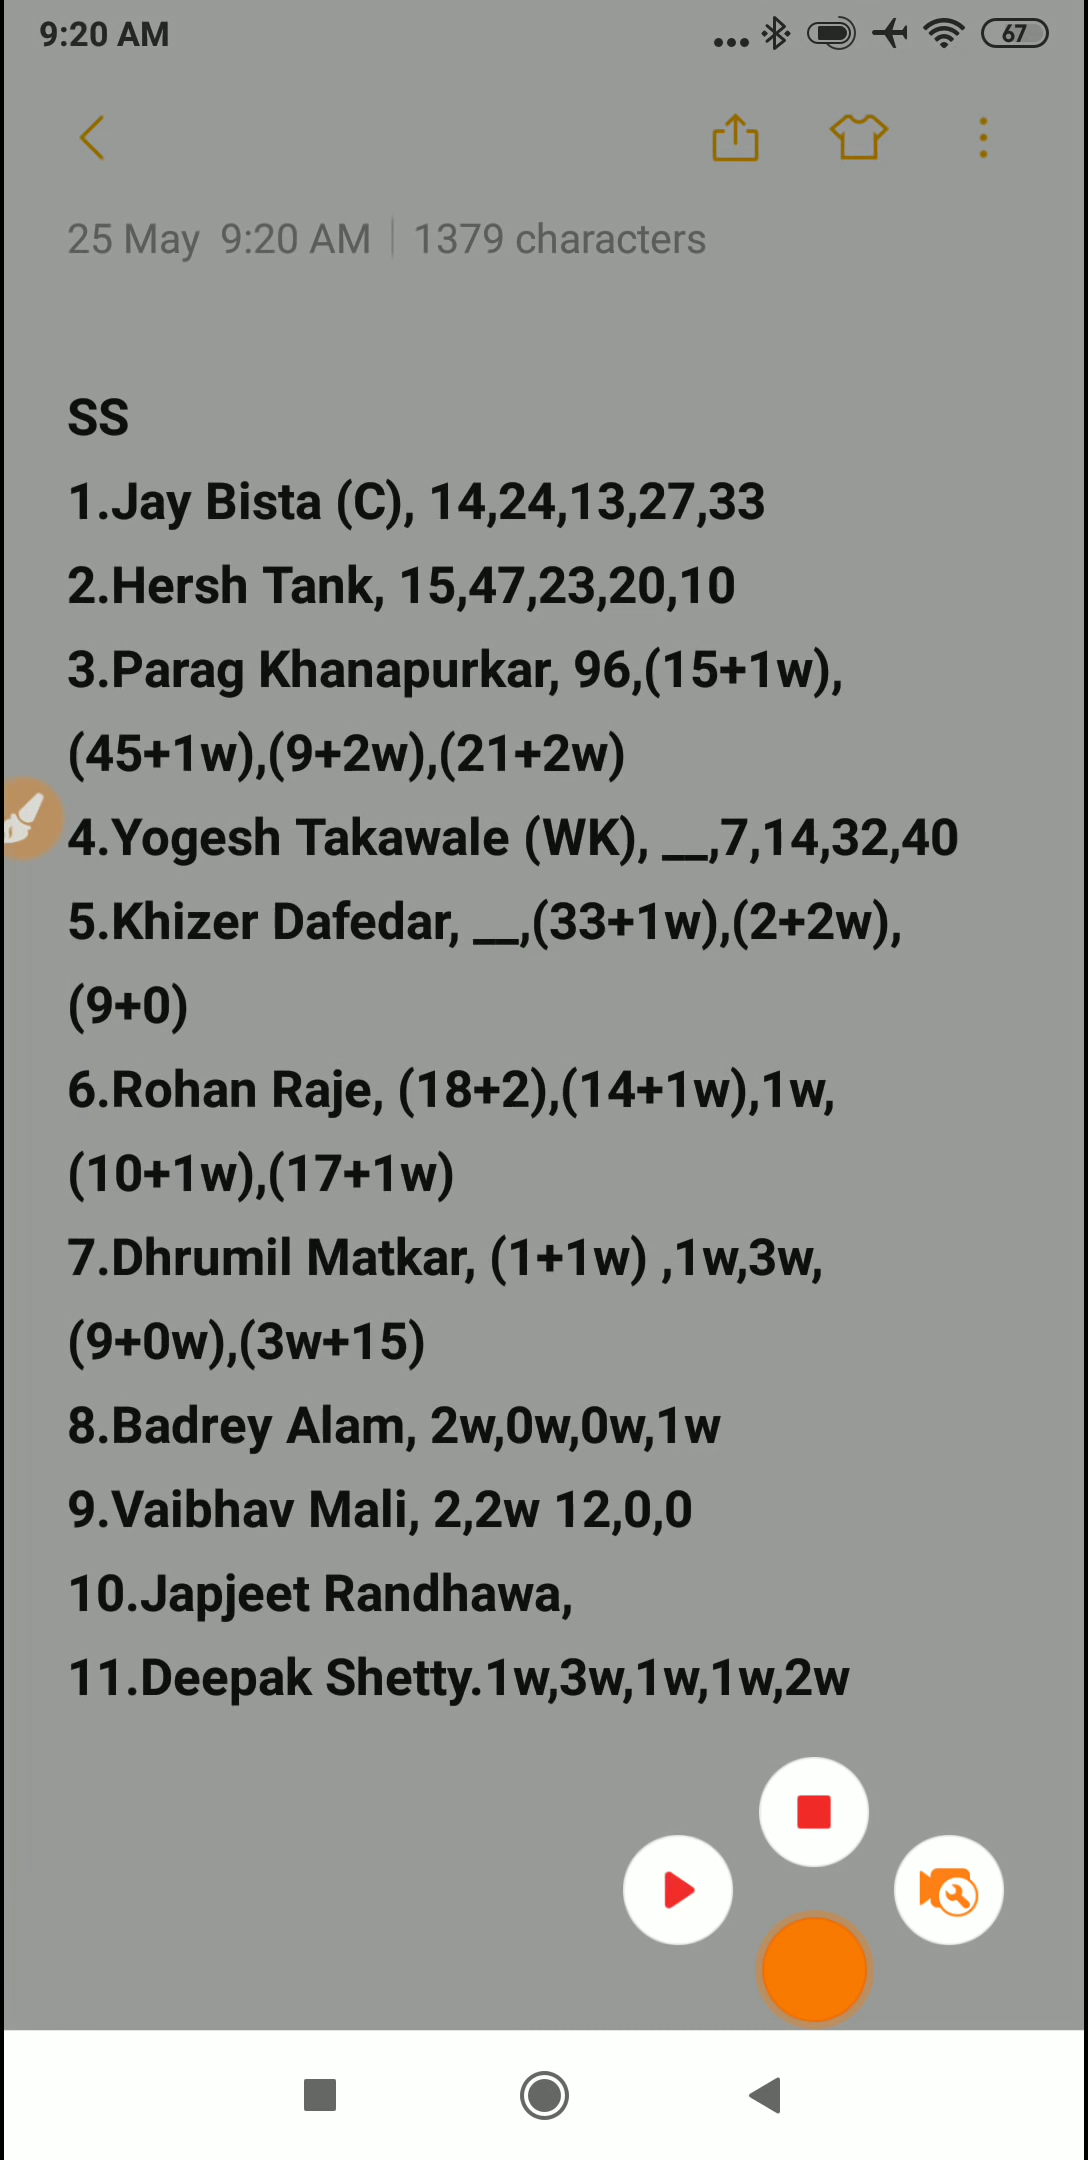 9:20 AM
67
25 May 9:20 AM | 1379 characters
SS
1.Jay Bista (C), 14,24,13,27,33
2.Hersh Tank, 15,47,23,20,10
3.Parag Khanapurkar, 96,(15+1w),
(45+1w),(9+2w),(21+2w)
4.Yogesh Takawale (WK), __,7,14,32,40
5.Khizer Dafedar, __,(33+1w),(2+2w),
(9+0)
6.Rohan Raje, (18+2),(14+1w),1w,
(10+1w),(17+1w)
7.Dhrumil Matkar, (1+1w) ,1w,3w,
(9+0w),(3w+15)
8.Badrey Alam, 2w,0w,0w,1w
9.Vaibhav Mali, 2,2w 12,0,0
10.Japjeet Randhawa,
11.Deepak Shetty.1w,3w,1w,1w,2w